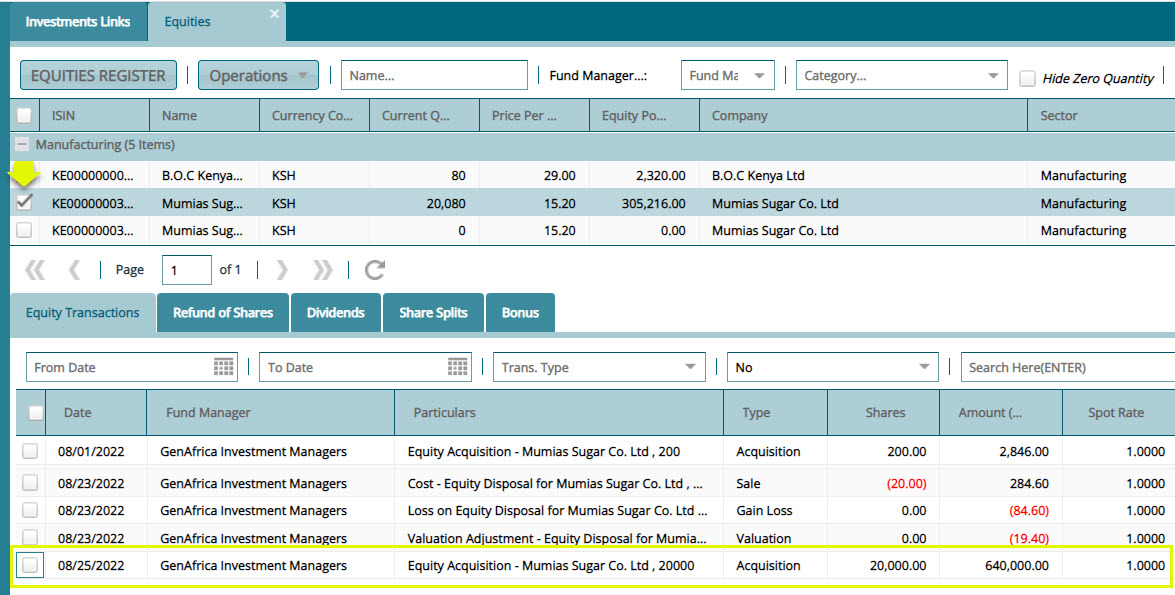 Investments Links Equities
EQUITIES REGISTER Operations Name... Fund Manager...: Fund Ma Category... Hide Zero Quantity
ISIN Name Currency Co... Current Q... Price Per ... Equity Po... Company Sector
Manufacturing (5 Items)
KE00000000... B.O.C Kenya... KSH 80 29.00 2,320.00 B.O.C Kenya Ltd Manufacturing
KE00000003... Mumias Sug... KSH 20,080 15.20 305,216.00 Mumias Sugar Co. Ltd Manufacturing
KE00000003... Mumias Sug... KSH 0 15.20 0.00 Mumias Sugar Co. Ltd Manufacturing
Page 1 of 1
Equity Transactions Refund of Shares Dividends Share Splits Bonus
From Date To Date Trans. Type No Search Here(ENTER)
Date Fund Manager Particulars Type Shares Amount (... Spot Rate
08/01/2022 GenAfrica Investment Managers Equity Acquisition - Mumias Sugar Co. Ltd , 200 Acquisition 200.00 2,846.00 1.0000
08/23/2022 GenAfrica Investment Managers Cost - Equity Disposal for Mumias Sugar Co. Ltd , ... Sale (20.00) 284.60 1.0000
08/23/2022 GenAfrica Investment Managers Loss on Equity Disposal for Mumias Sugar Co. Ltd ... Gain Loss 0.00 (84.60) 1.0000
08/23/2022 GenAfrica Investment Managers Valuation Adjustment - Equity Disposal for Mumia... Valuation 0.00 (19.40) 1.0000
08/25/2022 GenAfrica Investment Managers Equity Acquisition - Mumias Sugar Co. Ltd , 20000 Acquisition 20,000.00 640,000.00 1.0000